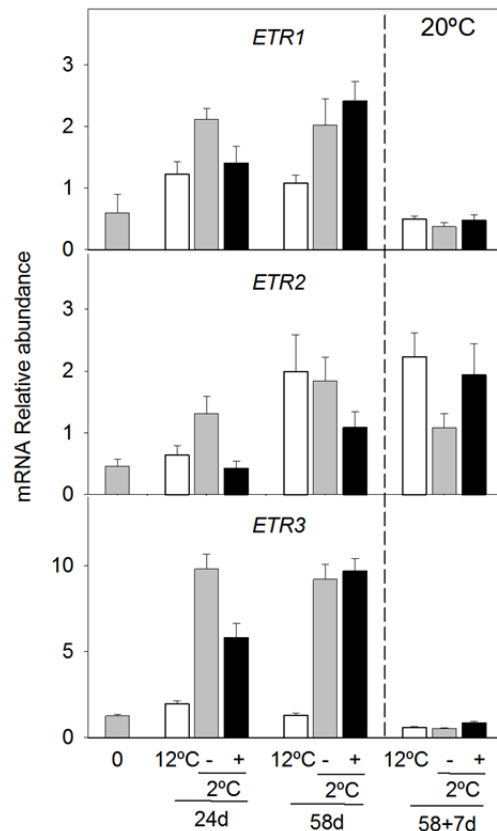 20ºC
ETR1
3
2
1
0
ETR2
3
2
1
0
mRNA Relative abundance
ETR3
10
5
0
0 12ºC - + 12ºC - + 12ºC - +
2ºC 2ºC 2ºC
24d 58d 58+7d